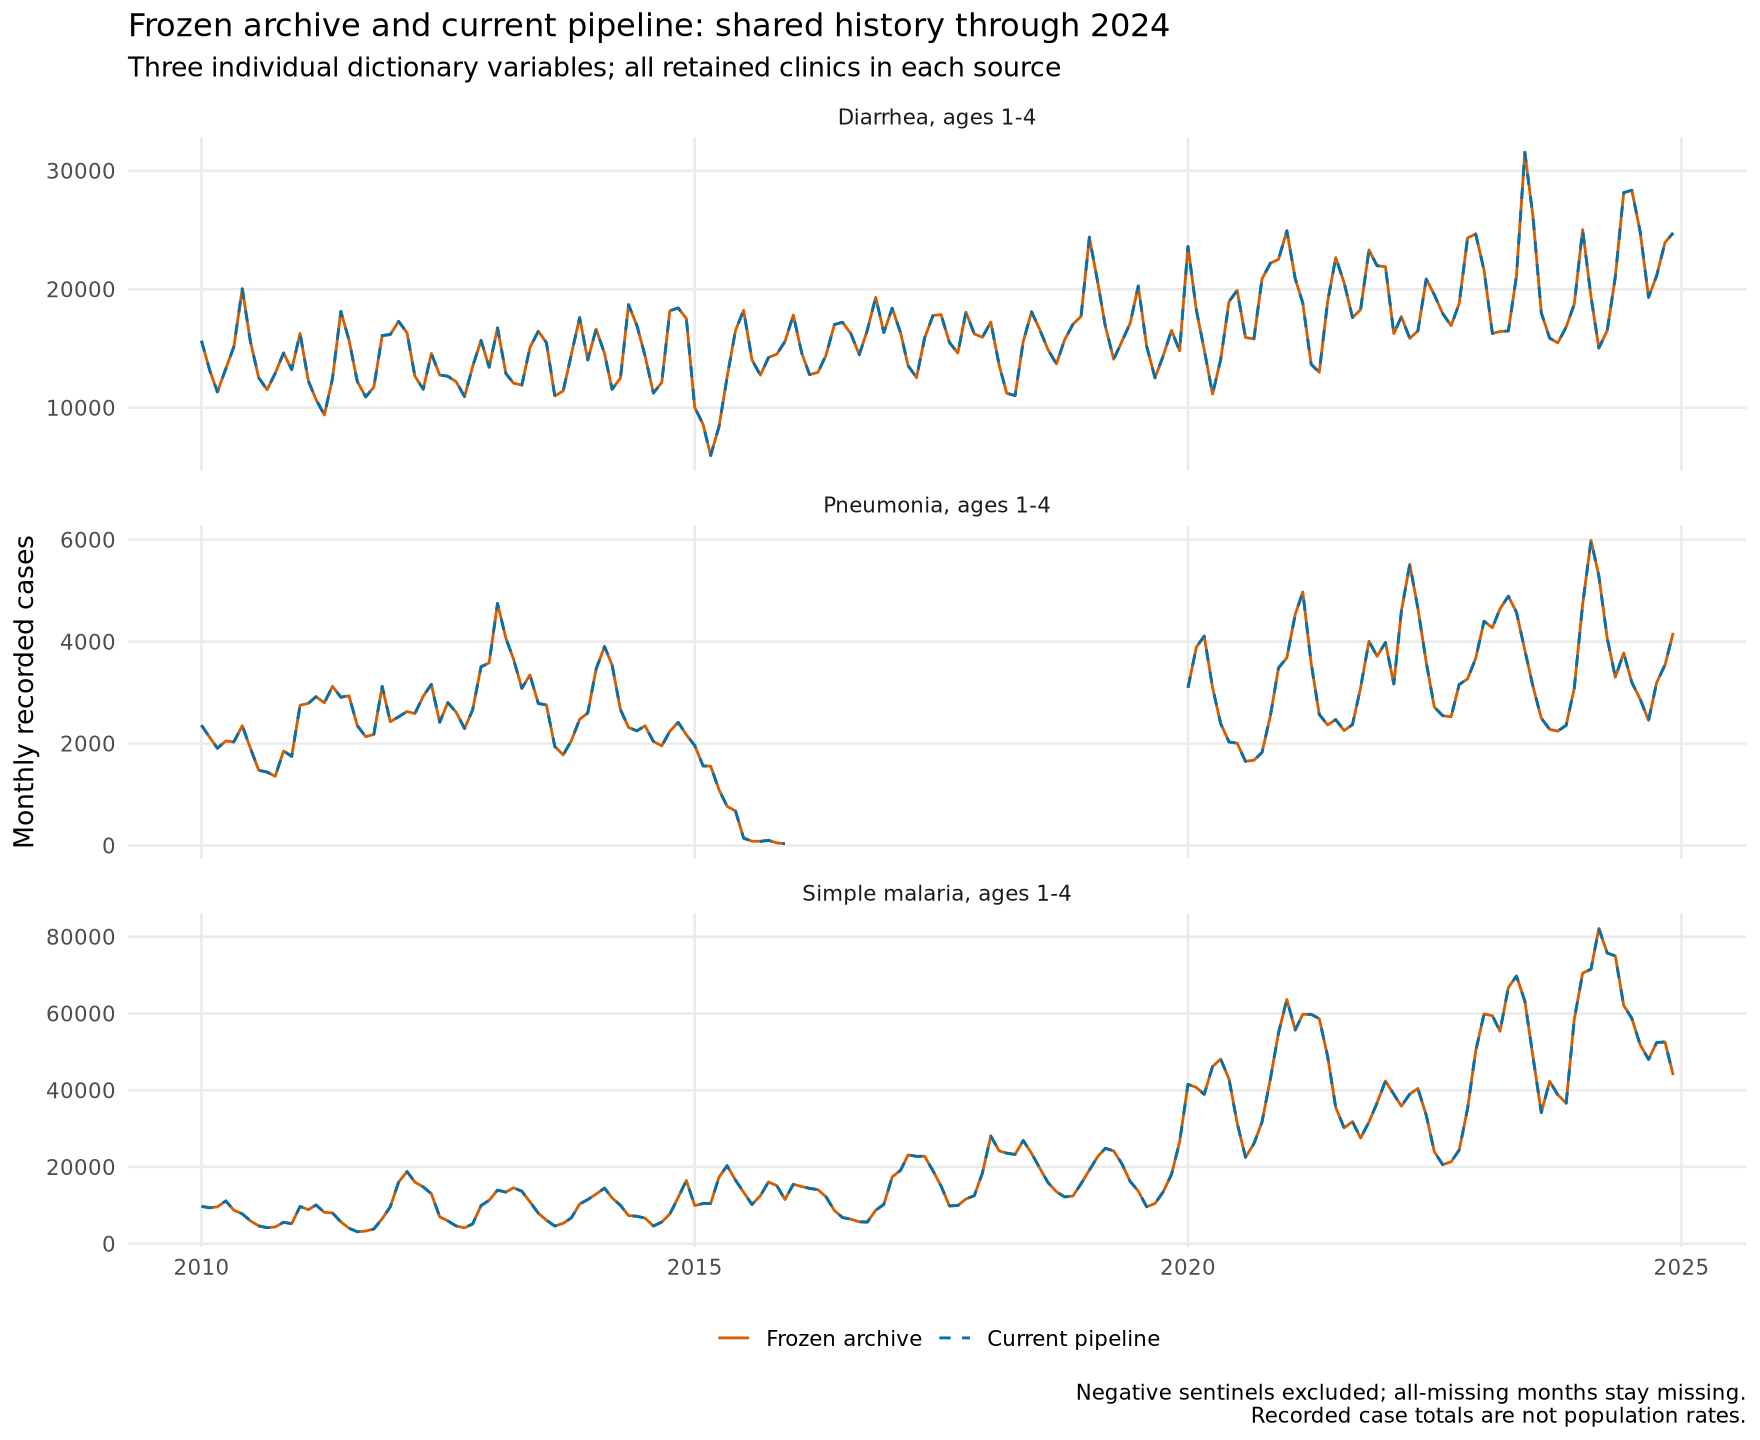 Frozen archive and current pipeline: shared history through 2024
Three individual dictionary variables; all retained clinics in each source
Diarrhea, ages 1-4
30000
20000
10000
Pneumonia, ages 1-4
6000
4000
2000
0
Monthly recorded cases
Simple malaria, ages 1-4
80000
60000
40000
20000
0
2010 2015 2020 2025
Frozen archive Current pipeline
Negative sentinels excluded; all-missing months stay missing.
Recorded case totals are not population rates.